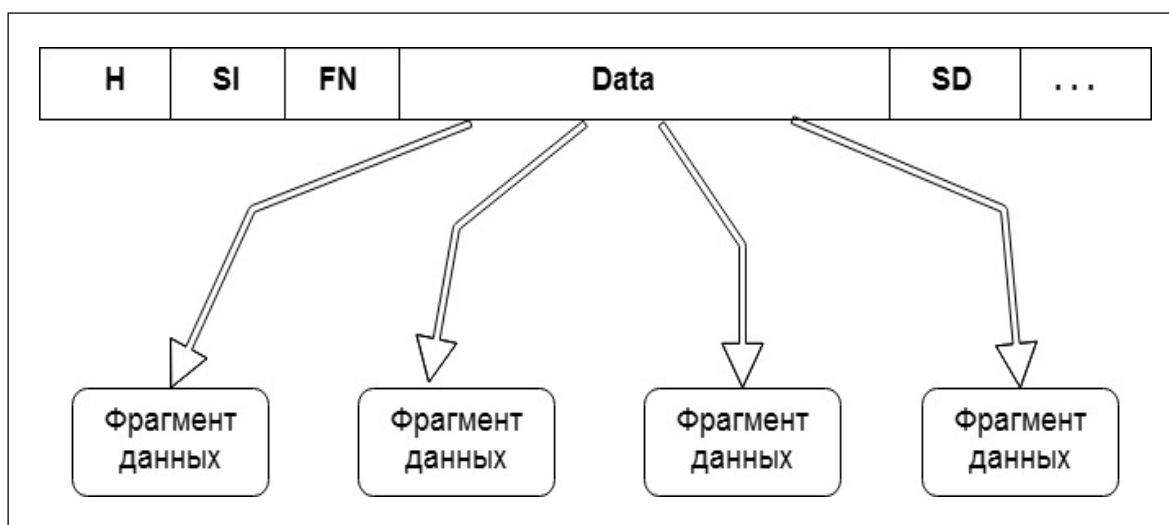 H SI FN Data SD . . .
Фрагмент Фрагмент Фрагмент Фрагмент
данных данных данных данных